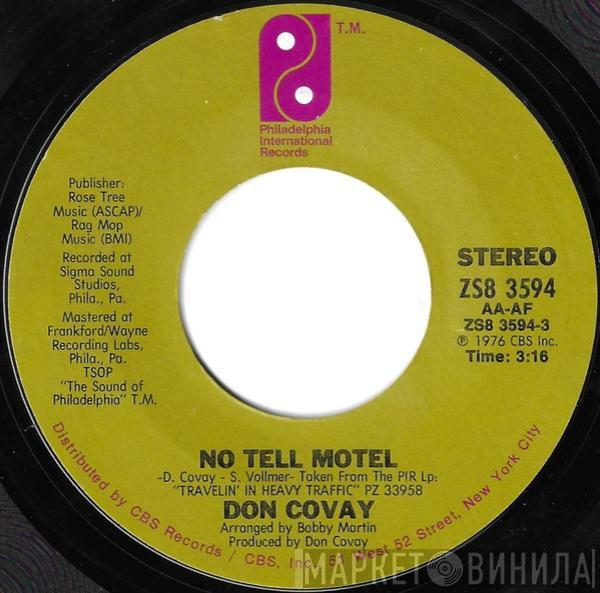 T.M.
Philadelphia
International
Records
Publisher:
Rose Tree
Music (ASCAP)/
Rag Mop
Music (BMI)
Recorded at
Sigma Sound
Studios,
Phila., Pa.
Mastered at
Frankford/Wayne
Recording Labs,
Phila., Pa.
TSOP
"The Sound of
Philadelphia" T.M.
STEREO
ZS8 3594
AA-AF
ZS8 3594-3
℗ 1976 CBS Inc.
Time: 3:16
NO TELL MOTEL
-D. Covay - S. Vollmer- Taken From The PIR Lp:
"TRAVELIN' IN HEAVY TRAFFIC" PZ 33958
DON COVAY
Arranged by Bobby Martin
Produced by Don Covay
Distributed by CBS Records / CBS, Inc., 51 West 52 Street, New York City
МАРКЕТ ВИНИЛА